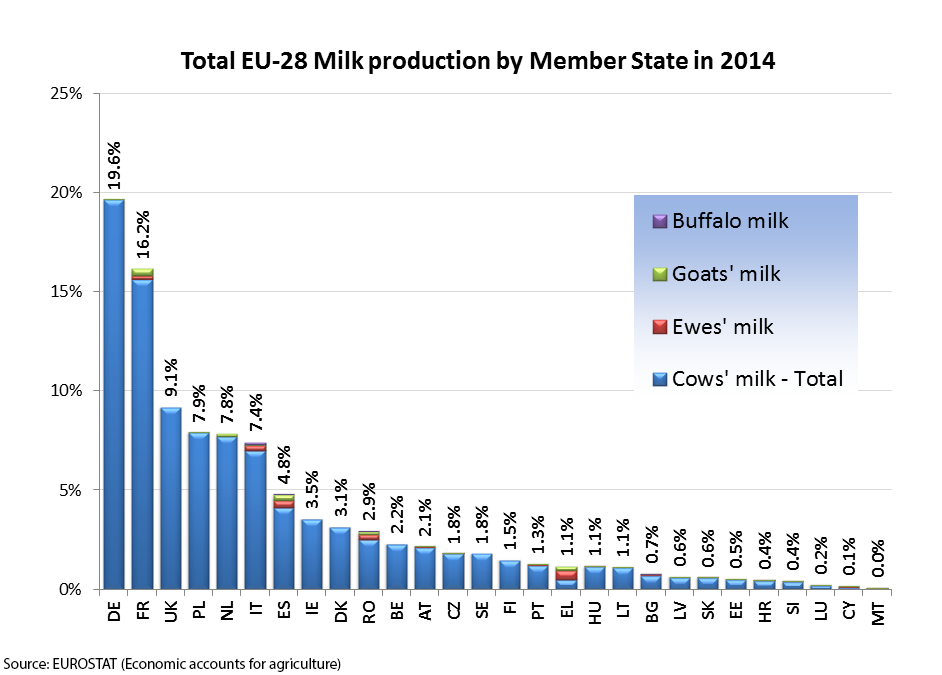 Total EU-28 Milk production by Member State in 2014
25%
20%
15%
10%
5%
0%
19.6%
16.2%
9.1%
7.9%
7.8%
7.4%
4.8%
3.5%
3.1%
2.9%
2.2%
2.1%
1.8%
1.8%
1.5%
1.3%
1.1%
1.1%
1.1%
0.7%
0.6%
0.6%
0.5%
0.4%
0.4%
0.2%
0.1%
0.0%
Buffalo milk
Goats' milk
Ewes' milk
Cows' milk - Total
DE
FR
UK
PL
NL
IT
ES
IE
DK
RO
BE
AT
CZ
SE
FI
PT
EL
HU
LT
BG
LV
SK
EE
HR
SI
LU
CY
MT
Source: EUROSTAT (Economic accounts for agriculture)